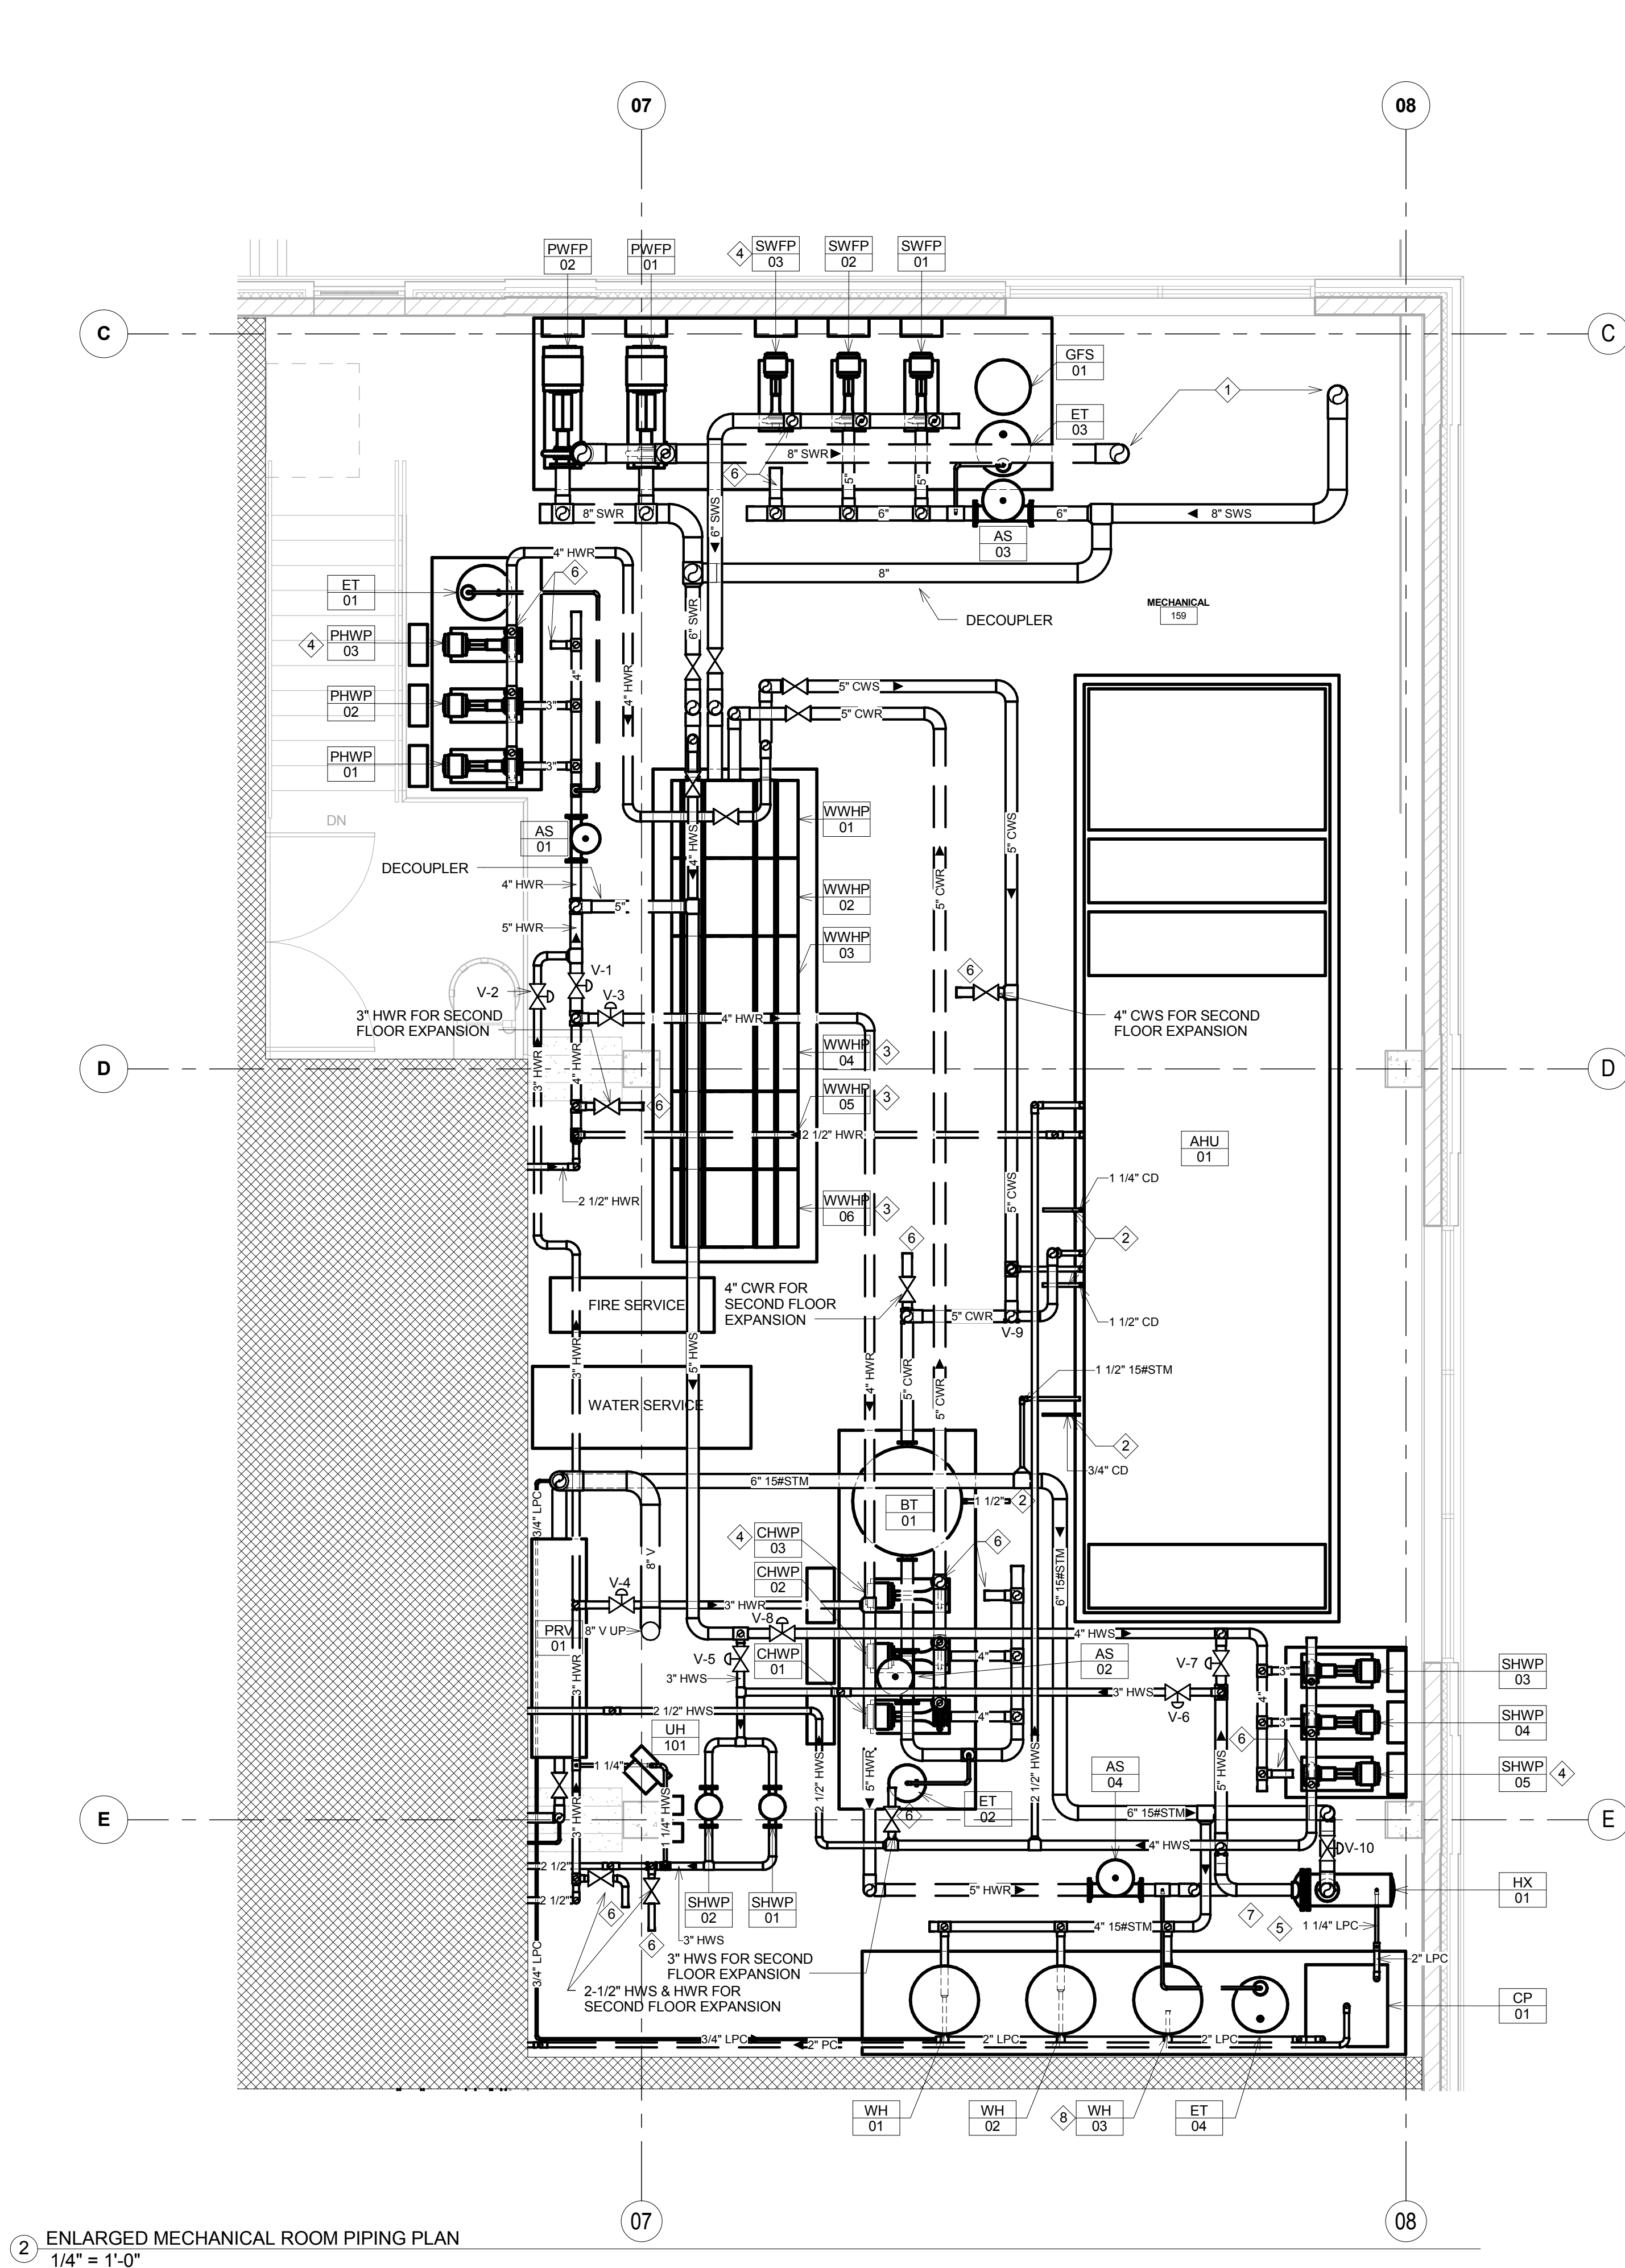 07
08
PWFP
02
PWFP
01
4
SWFP
03
SWFP
02
SWFP
01
C
C
GFS
01
1
ET
03
8" SWR
6
5"
5"
8" SWR
6" SWS
6"
6"
8" SWS
AS
03
4" HWR
6
8"
ET
01
DECOUPLER
MECHANICAL
159
6" SWR
4
PHWP
03
4"
4" HWR
PHWP
02
3"
5" CWS
5" CWR
PHWP
01
3"
DN
AS
01
WWHP
01
4" HWS
5" CWS
DECOUPLER
4" HWR
5"
WWHP
02
5" CWR
5" HWR
WWHP
03
V-1
6
V-2
V-3
3" HWR FOR SECOND
FLOOR EXPANSION
4" HWR
4" CWS FOR SECOND
FLOOR EXPANSION
D
D
3" HWR
4" HWR
WWHP
04
3
WWHP
05
3
6
2 1/2" HWR
AHU
01
2 1/2" HWR
1 1/4" CD
5" CWS
WWHP
06
3
2
6
FIRE SERVICE
4" CWR FOR
SECOND FLOOR
EXPANSION
5" CWR
V-9
1 1/2" CD
3" HWR
5" HWS
4" HWR
5" CWR
5" CWR
1 1/2" 15#STM
WATER SERVICE
2
3/4" CD
6" 15#STM
3/4" LPC
BT
01
1 1/2"
2
8" V
4
CHWP
03
6
6" 15#STM
CHWP
02
V-4
3" HWR
V-8
PRV
01
8" V UP
4" HWS
V-5
CHWP
01
4"
AS
02
V-7
3"
SHWP
03
3" HWS
3" HWR
3" HWS
V-6
4"
2 1/2" HWS
4"
3"
SHWP
04
UH
101
6
1 1/4"
AS
04
SHWP
05
4
2 1/2" HWS
5" HWR
2 1/2" HWS
5" HWS
ET
02
6
E
E
3" HWR
1 1/4" HWS
6" 15#STM
4" HWS
V-10
2 1/2"
5" HWR
HX
01
2 1/2"
6
SHWP
02
SHWP
01
7
5
4" 15#STM
1 1/4" LPC
6
3" HWS
3" HWS FOR SECOND
FLOOR EXPANSION
2" LPC
3/4" LPC
2-1/2" HWS & HWR FOR
SECOND FLOOR EXPANSION
CP
01
3/4" LPC
2" PC
2" LPC
2" LPC
WH
01
WH
02
8
WH
03
ET
04
07
08
2
ENLARGED MECHANICAL ROOM PIPING PLAN
1/4" = 1'-0"